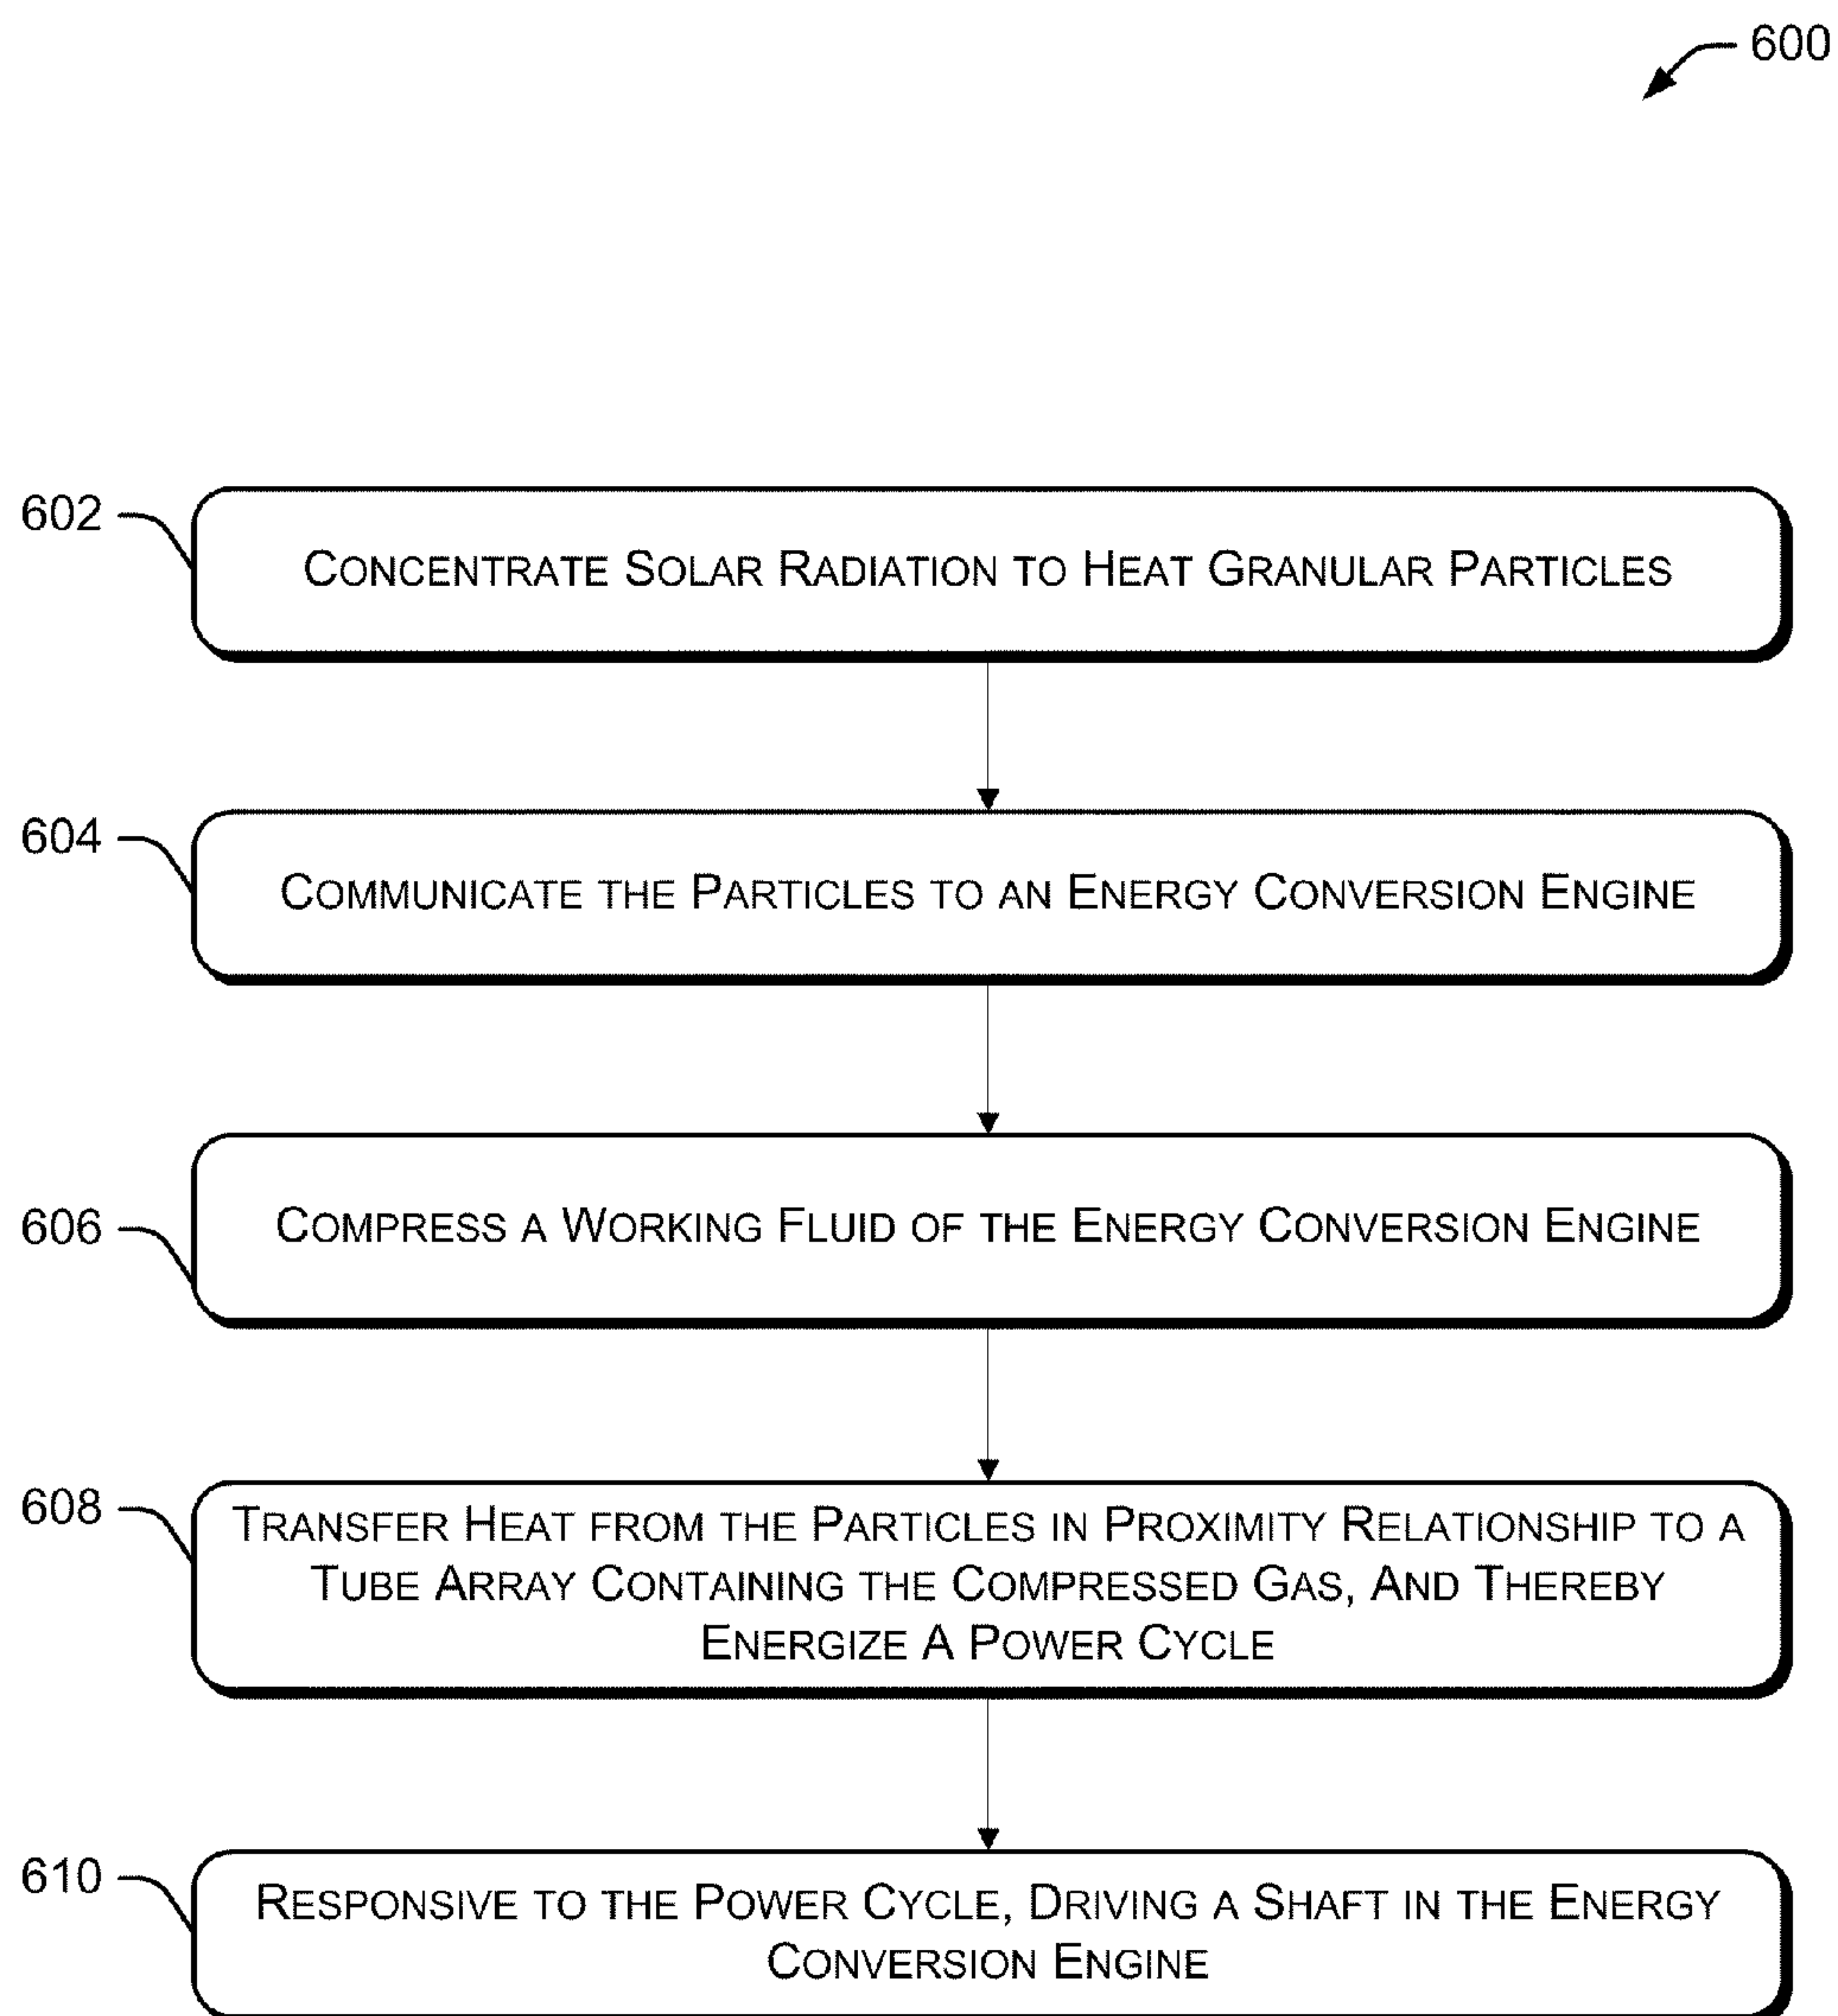 600
602
CONCENTRATE SOLAR RADIATION TO HEAT GRANULAR PARTICLES
604
COMMUNICATE THE PARTICLES TO AN ENERGY CONVERSION ENGINE
606
COMPRESS A WORKING FLUID OF THE ENERGY CONVERSION ENGINE
608
TRANSFER HEAT FROM THE PARTICLES IN PROXIMITY RELATIONSHIP TO A
TUBE ARRAY CONTAINING THE COMPRESSED GAS, AND THEREBY
ENERGIZE A POWER CYCLE
610
RESPONSIVE TO THE POWER CYCLE, DRIVING A SHAFT IN THE ENERGY
CONVERSION ENGINE